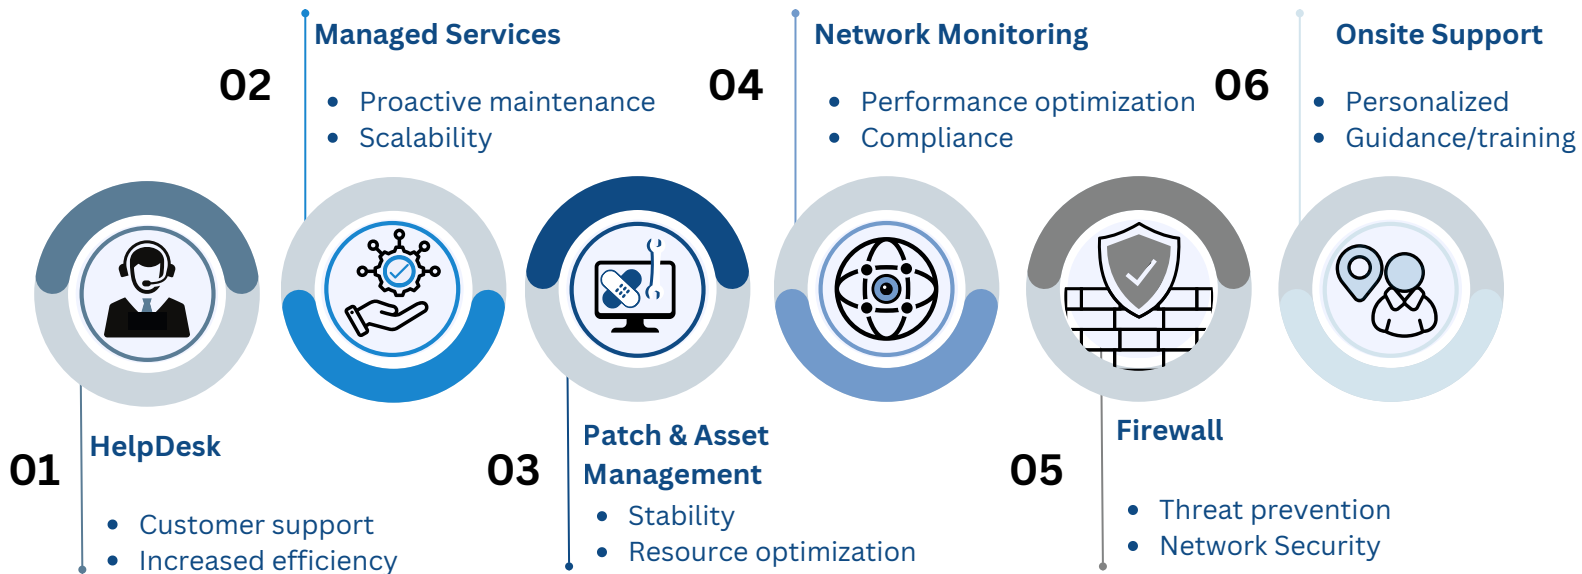 01
HelpDesk
Customer support
Increased efficiency
02
Managed Services
Proactive maintenance
Scalability
03
Patch & Asset
Management
Stability
Resource optimization
04
Network Monitoring
Performance optimization
Compliance
05
Firewall
Threat prevention
Network Security
06
Onsite Support
Personalized
Guidance/training